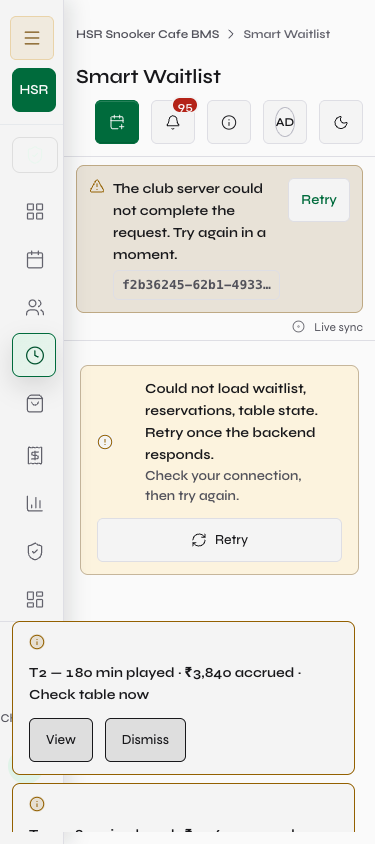 HSR Snooker Cafe BMS > Smart Waitlist
HSR
Smart Waitlist
95
AD
The club server could
not complete the
request. Try again in a
moment.
Retry
f2b36245-62b1-4933…
Live sync
Could not load waitlist,
reservations, table state.
Retry once the backend
responds.
Check your connection,
then try again.
Retry
T2 — 180 min played · ₹3,840 accrued ·
Check table now
View
Dismiss